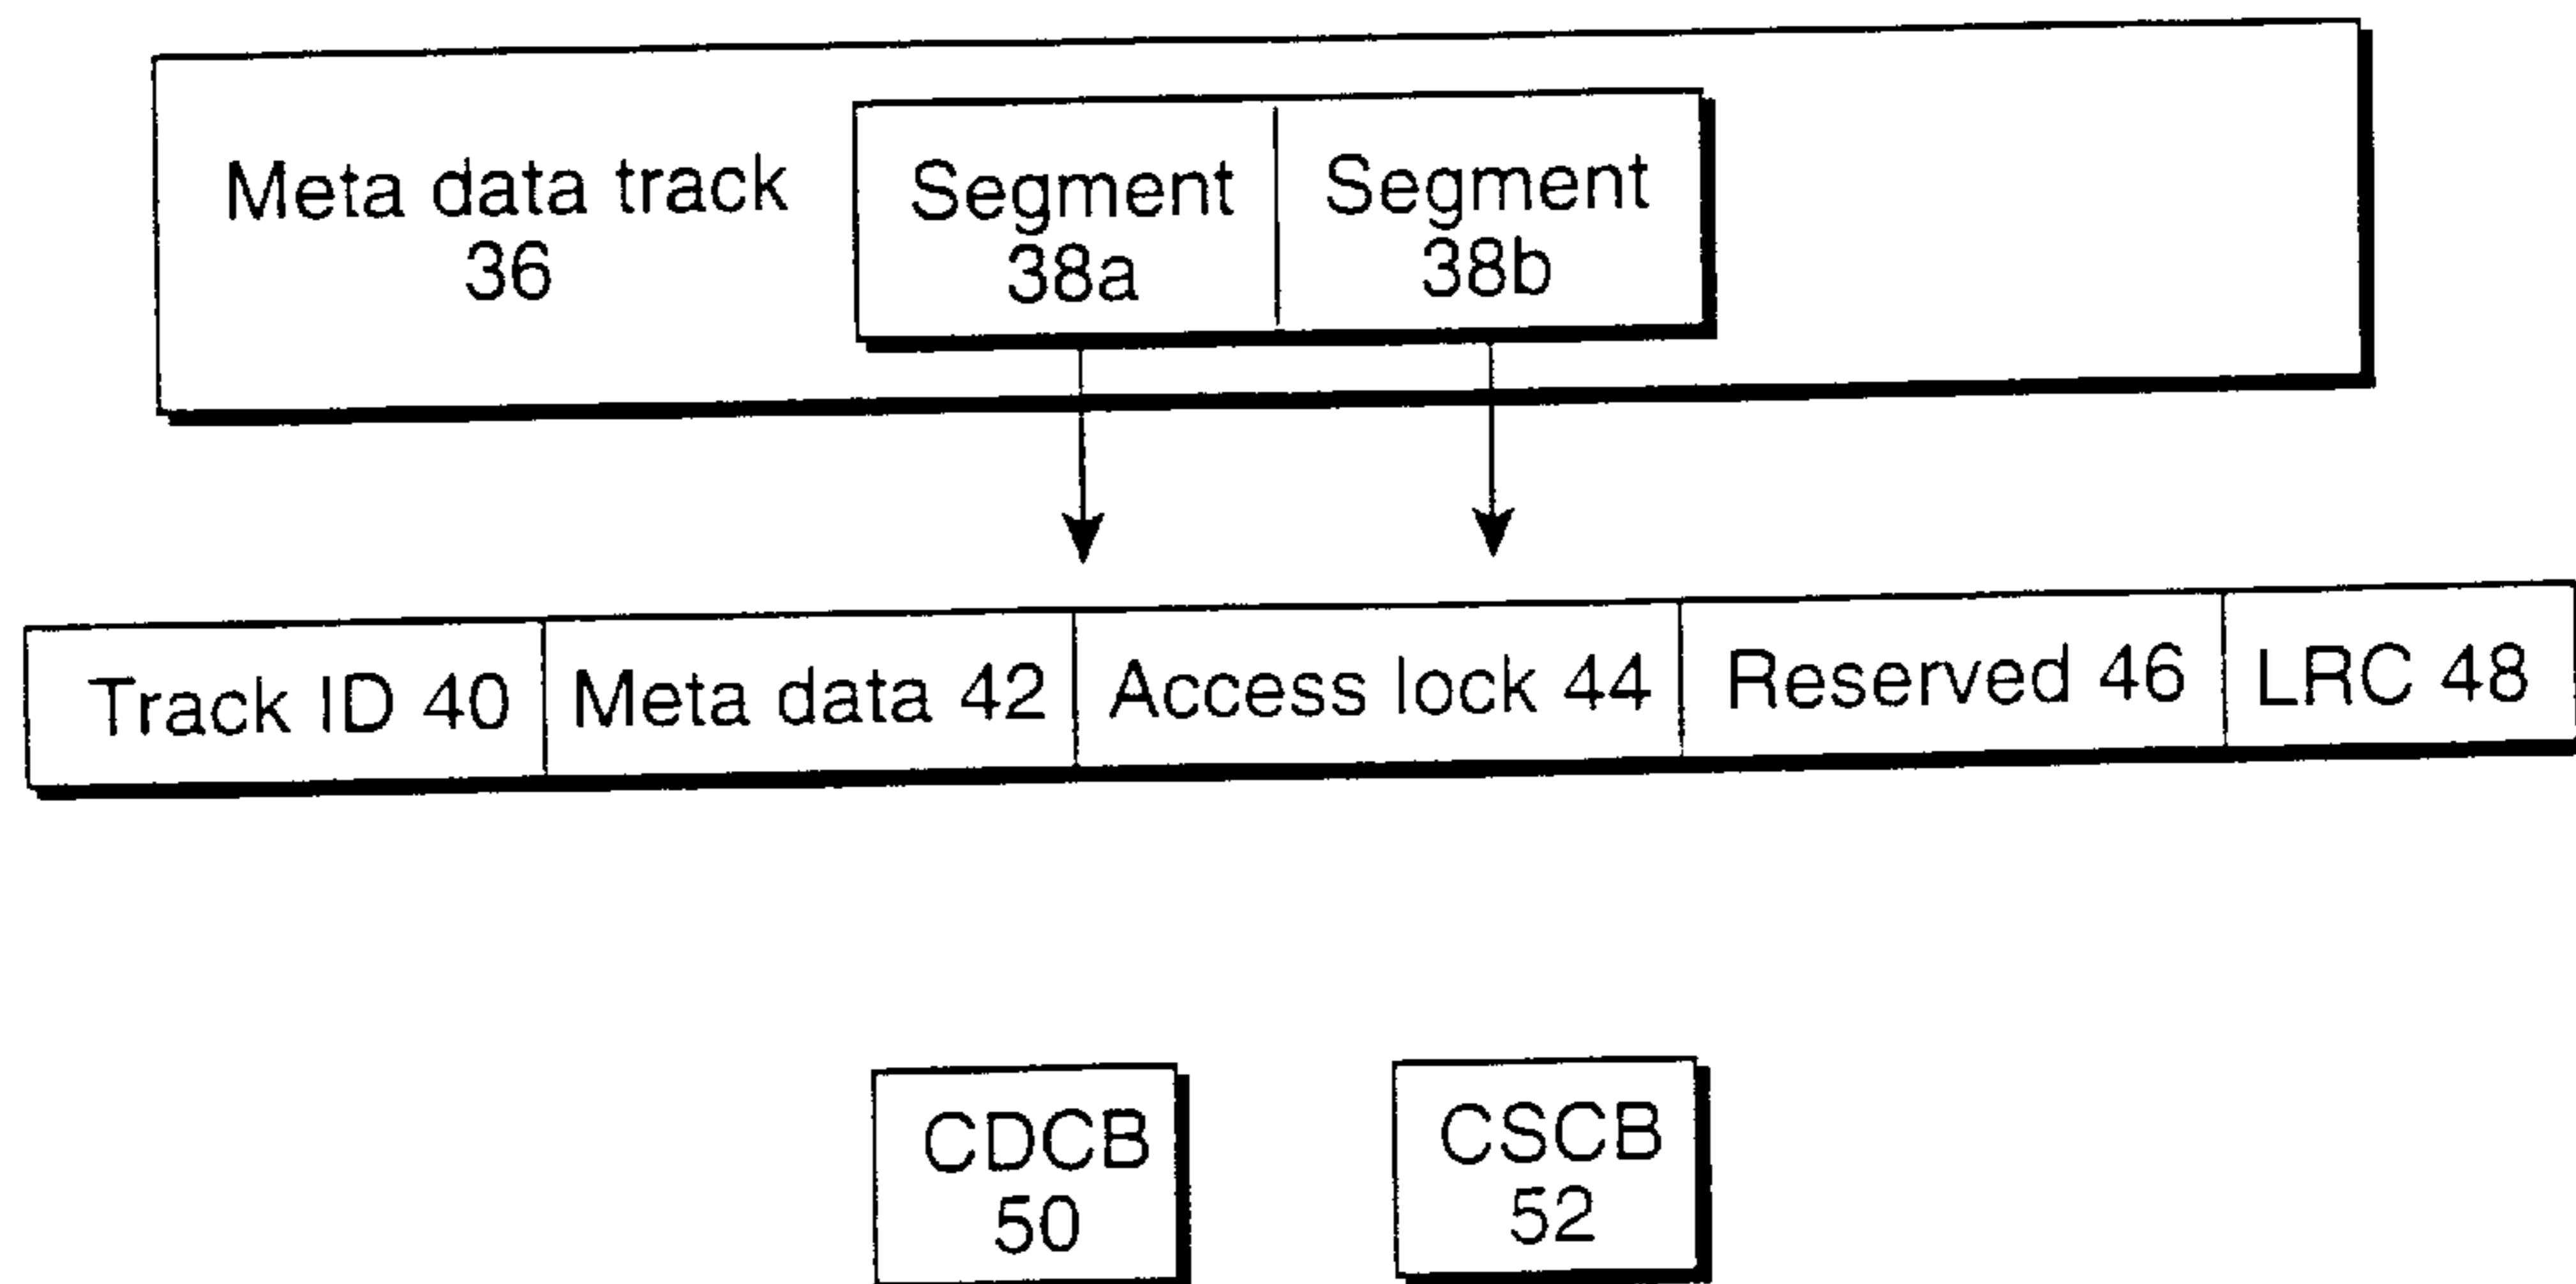 Meta data track
36
Segment
38a
Segment
38b
Track ID 40
Meta data 42
Access lock 44
Reserved 46
LRC 48
CDCB
50
CSCB
52